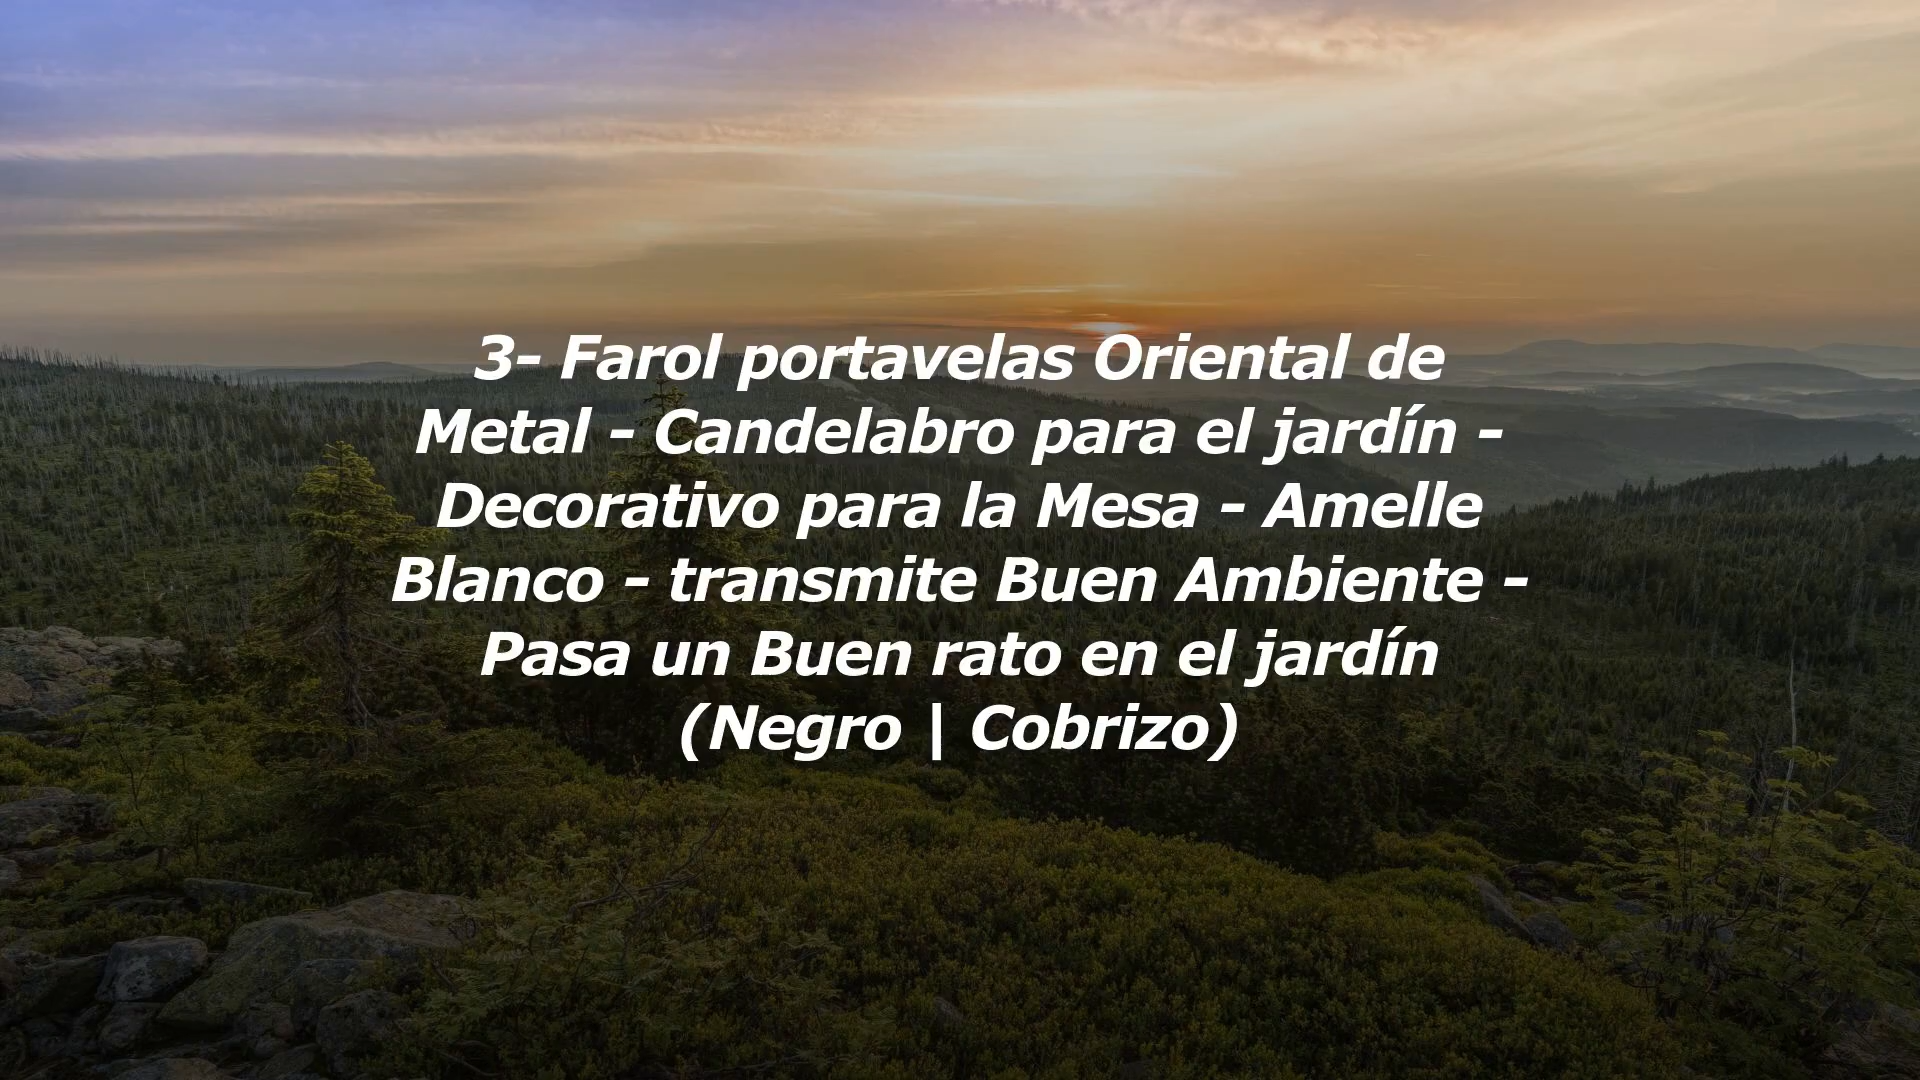 3- Farol portavelas Oriental de
Metal - Candelabro para el jardín -
Decorativo para la Mesa - Amelle
Blanco - transmite Buen Ambiente -
Pasa un Buen rato en el jardín
(Negro | Cobrizo)